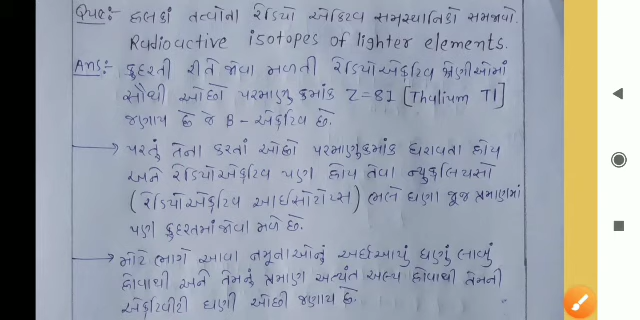 Que:- હલકાં તત્વોના રેડિયો એક્ટિવ સમસ્થાનિકો સમજાવો.
Radioactive isotopes of lighter elements.
Ans:- કુદરતી રીતે જોવા મળતી રેડિયોએક્ટિવ શ્રેણીઓમાં
સૌથી ઓછો પરમાણુ ક્રમાંક Z=81 [Thalium Tl]
જણાય છે જે β-એક્ટિવ છે.
→ પરંતુ તેના કરતાં ઓછો પરમાણુક્રમાંક ધરાવતા હોય
અને રેડિયોએક્ટિવ પણ હોય તેવા ન્યુક્લિયસો
(રેડિયોએક્ટિવ આઇસોટોપ્સ) ભલે ઘણા જૂજ પ્રમાણમાં
પણ કુદરતમાં જોવા મળે છે.
→ મોટે ભાગે આવા નમૂનાઓનું અર્ધઆયુ ઘણું લાંબું
હોવાથી અને તેમનું પ્રમાણ અત્યંત અલ્પ હોવાથી તેમની
એક્ટિવીટી ઘણી ઓછી જણાય છે.